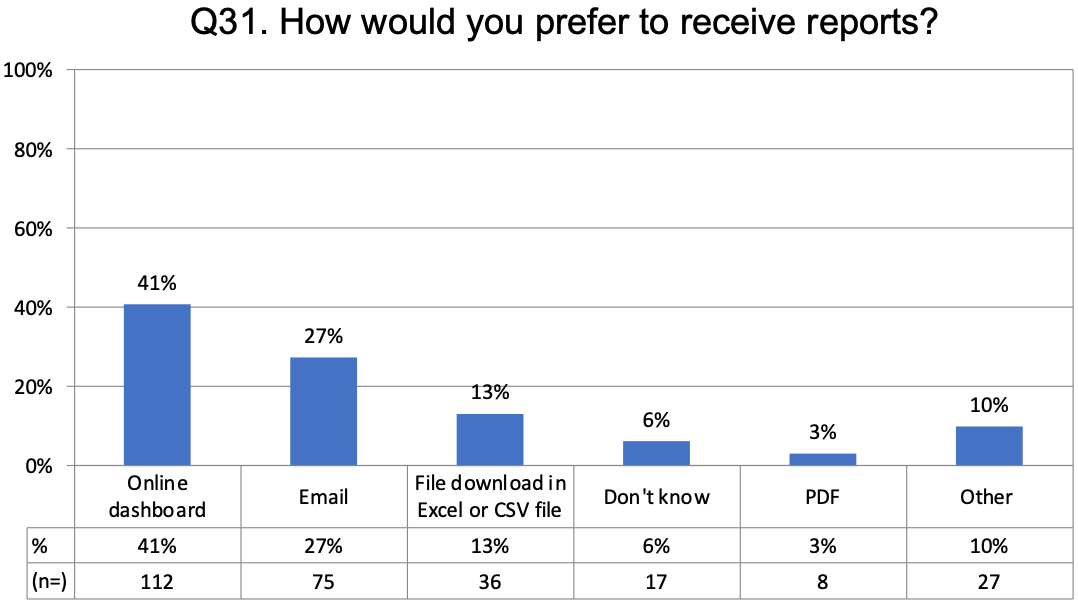 Q31. How would you prefer to receive reports?
100%
80%
60%
40%
20%
0%
41%
27%
13%
6%
3%
10%
Online
dashboard
Email
File download in
Excel or CSV file
Don't know
PDF
Other
% 41% 27% 13% 6% 3% 10%
(n=) 112 75 36 17 8 27